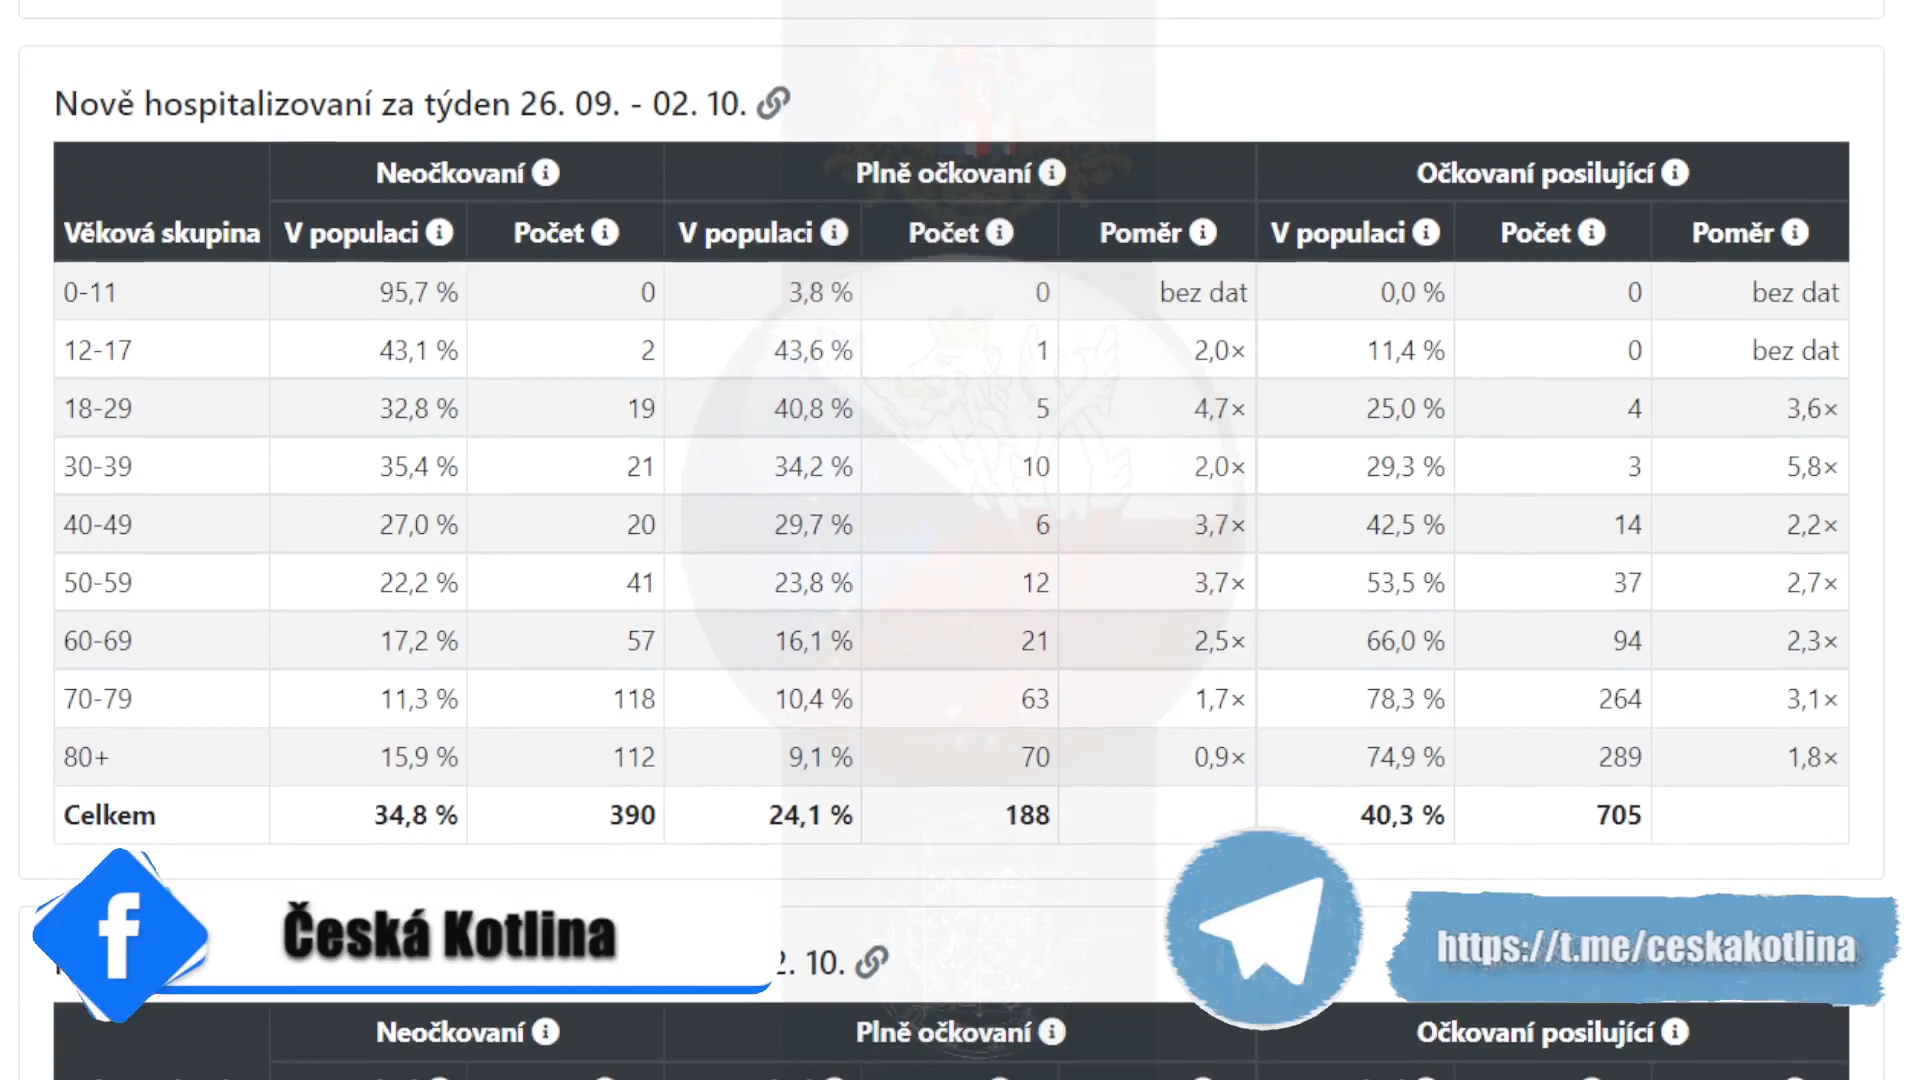 Nově hospitalizovaní za týden 26. 09. - 02. 10.
Neočkovaní Plně očkovaní Očkovaní posilující
Věková skupina V populaci Počet V populaci Počet Poměr V populaci Počet Poměr
0-11 95,7 % 0 3,8 % 0 bez dat 0,0 % 0 bez dat
12-17 43,1 % 2 43,6 % 1 2,0× 11,4 % 0 bez dat
18-29 32,8 % 19 40,8 % 5 4,7× 25,0 % 4 3,6×
30-39 35,4 % 21 34,2 % 10 2,0× 29,3 % 3 5,8×
40-49 27,0 % 20 29,7 % 6 3,7× 42,5 % 14 2,2×
50-59 22,2 % 41 23,8 % 12 3,7× 53,5 % 37 2,7×
60-69 17,2 % 57 16,1 % 21 2,5× 66,0 % 94 2,3×
70-79 11,3 % 118 10,4 % 63 1,7× 78,3 % 264 3,1×
80+ 15,9 % 112 9,1 % 70 0,9× 74,9 % 289 1,8×
Celkem 34,8 % 390 24,1 % 188 40,3 % 705
Česká Kotlina
https://t.me/ceskakotlina
2. 10.
Neočkovaní Plně očkovaní Očkovaní posilující